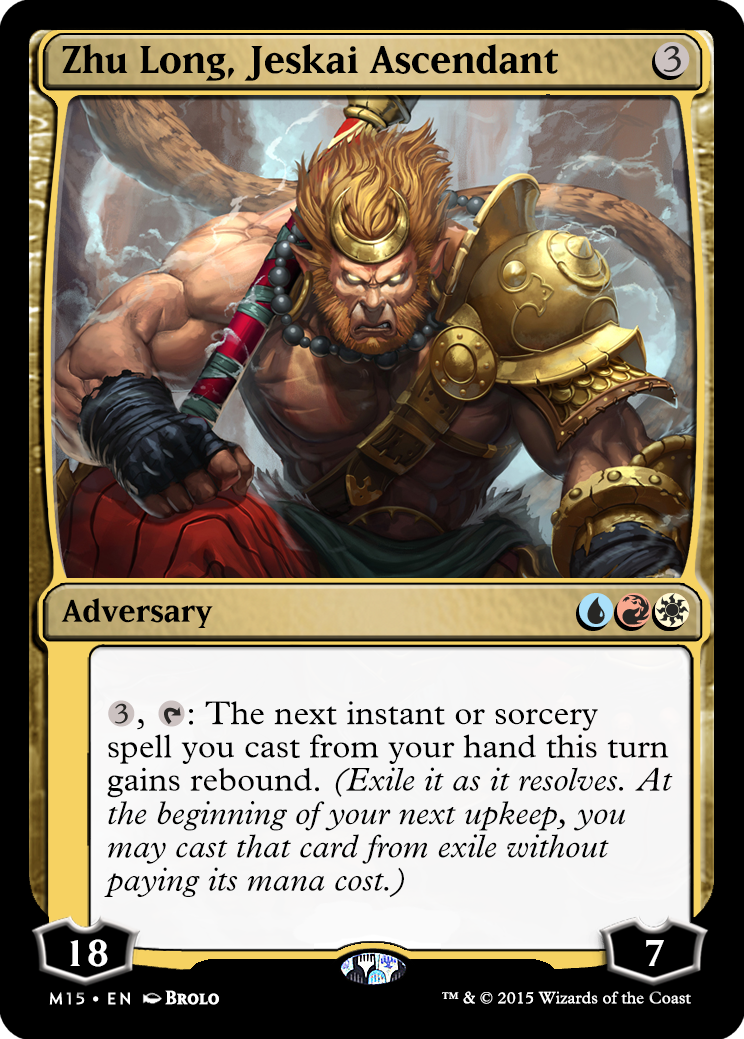 Zhu Long, Jeskai Ascendant 3
Adversary
3, : The next instant or sorcery
spell you cast from your hand this turn
gains rebound. (Exile it as it resolves. At
the beginning of your next upkeep, you
may cast that card from exile without
paying its mana cost.)
18
7
M15 • EN BROLO
™ & © 2015 Wizards of the Coast